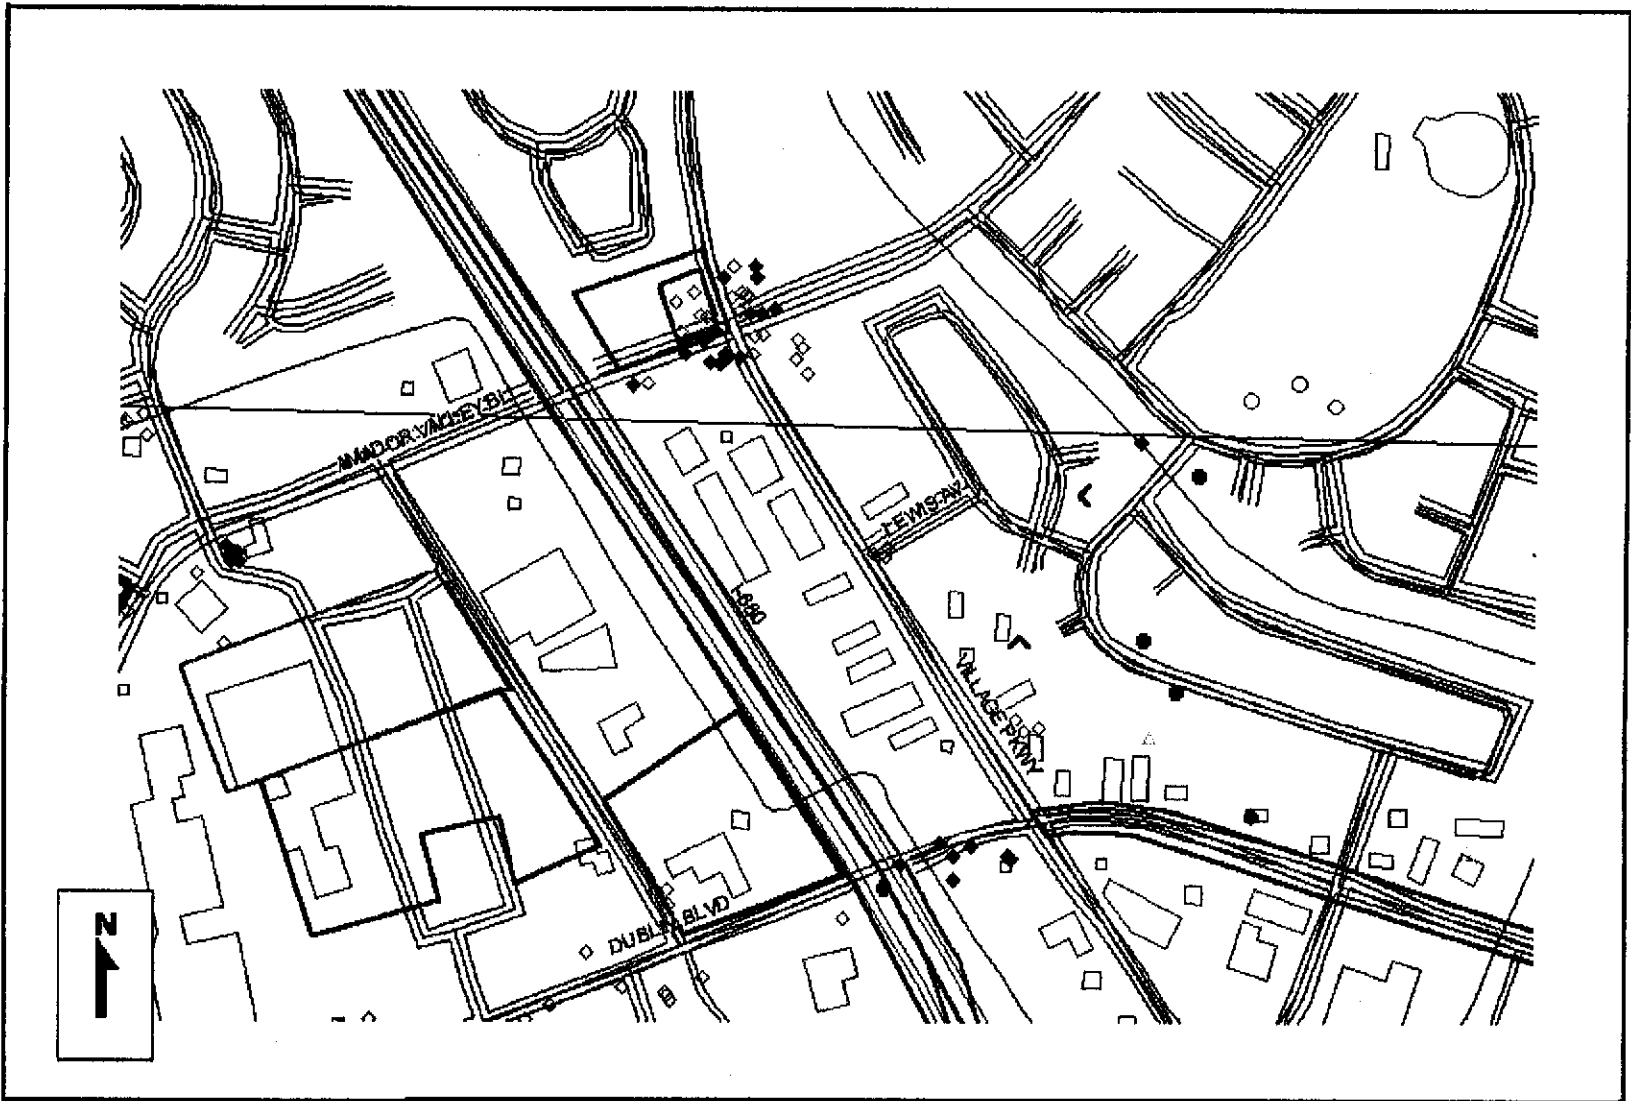 AMADOR VALLEY BL
LEWIS AV
I-680
VILLAGE PKWY
DUBLIN BLVD
N